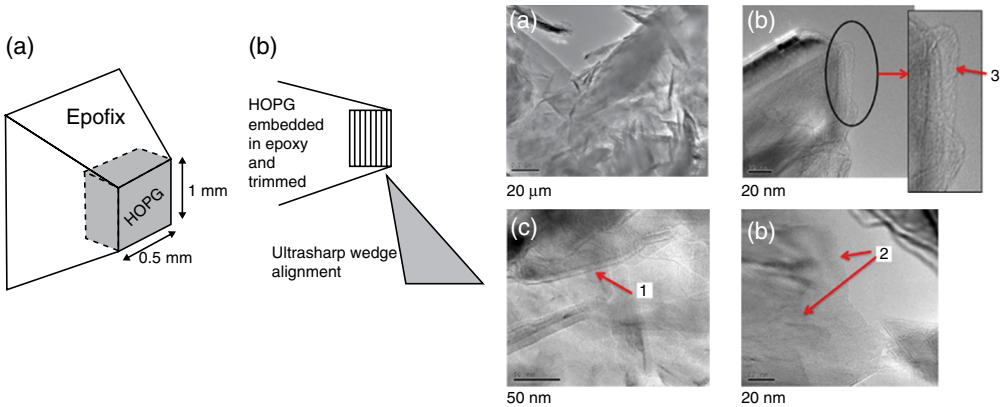 (a)
Epofix
HOPG
1 mm
0.5 mm
(b)
HOPG
embedded
in epoxy
and
trimmed
Ultrasharp wedge
alignment
(a)
20 μm
(b)
3
20 nm
(c)
1
50 nm
(b)
2
20 nm